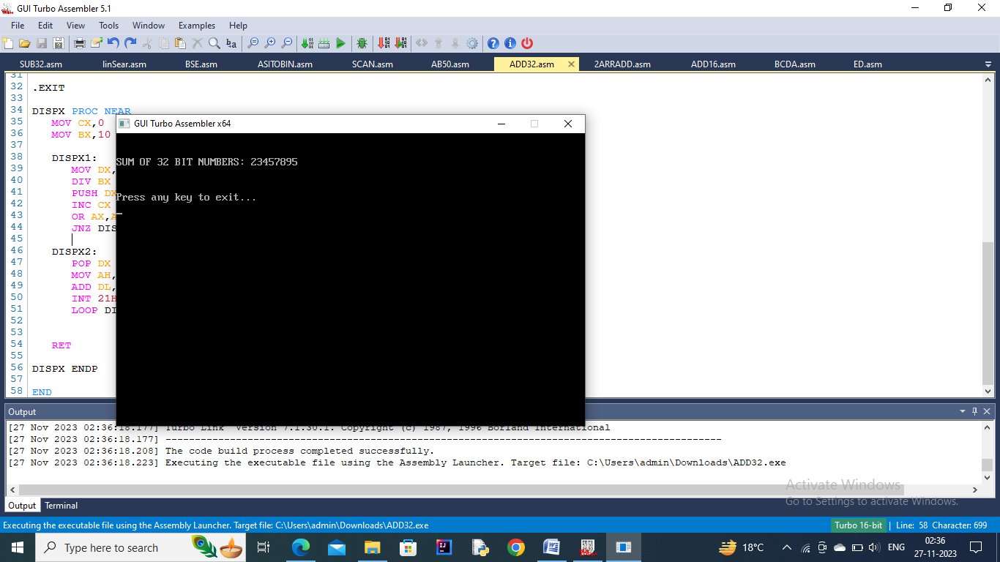 GUI Turbo Assembler 5.1
File Edit View Tools Window Examples Help
SUB32.asm linSear.asm BSE.asm ASITOBIN.asm SCAN.asm AB50.asm ADD32.asm 2ARRADD.asm ADD16.asm BCDA.asm ED.asm
31
32 .EXIT
33
34 DISPX PROC NEAR
35 MOV CX,0
36 MOV BX,10
37
38 DISPX1:
39 MOV DX,
40 DIV BX
41 PUSH DX
42 INC CX
43 OR AX,
44 JNZ DIS
45
46 DISPX2:
47 POP DX
48 MOV AH,
49 ADD DL,
50 INT 21H
51 LOOP DI
52
53
54 RET
55
56 DISPX ENDP
57
58 END
GUI Turbo Assembler x64
SUM OF 32 BIT NUMBERS: 23457895
Press any key to exit...
Output
[27 Nov 2023 02:36:18.177] Turbo Link Version 7.1.30.1. Copyright (c) 1987, 1996 Borland International
[27 Nov 2023 02:36:18.177] -----------------------------------------------------------------------------------------------
[27 Nov 2023 02:36:18.208] The code build process completed successfully.
[27 Nov 2023 02:36:18.223] Executing the executable file using the Assembly Launcher. Target file: C:\Users\admin\Downloads\ADD32.exe
Activate Windows
Go to Settings to activate Windows.
Output Terminal
Executing the executable file using the Assembly Launcher. Target file: C:\Users\admin\Downloads\ADD32.exe Turbo 16-bit | Line: 58 Character: 699
Type here to search 18°C ENG 02:36
27-11-2023